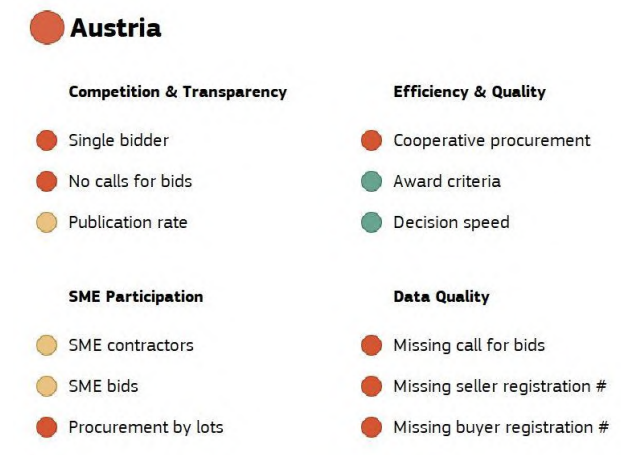 Austria
Competition & Transparency
Single bidder
No calls for bids
Publication rate
Efficiency & Quality
Cooperative procurement
Award criteria
Decision speed
SME Participation
SME contractors
SME bids
Procurement by lots
Data Quality
Missing call for bids
Missing seller registration #
Missing buyer registration #